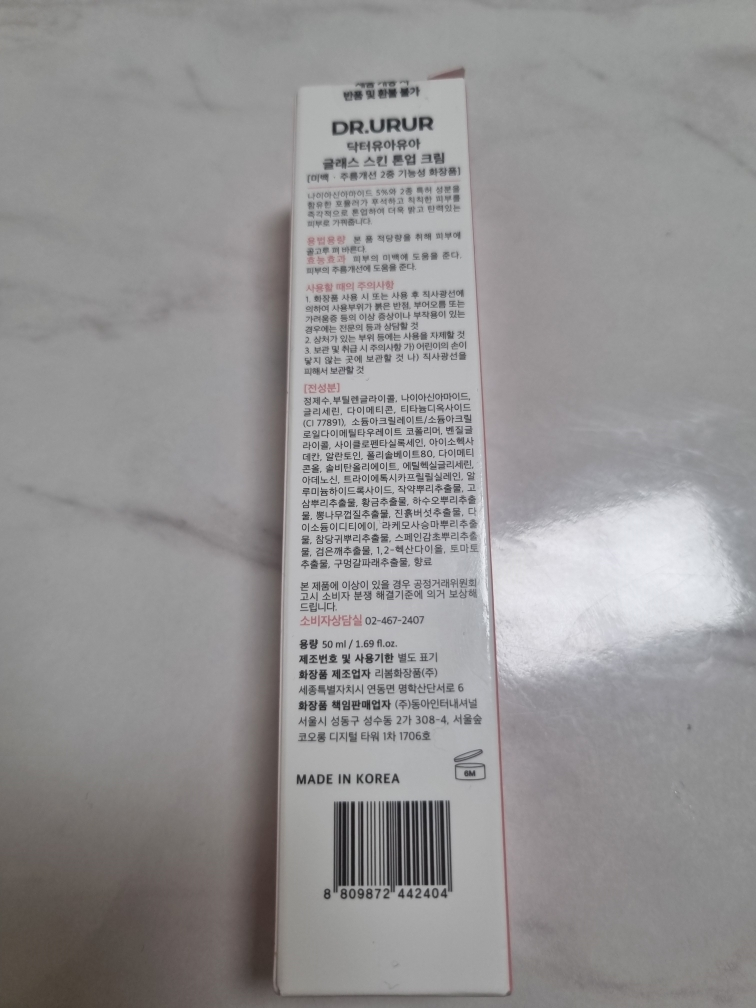 제품 개봉 시
반품 및 환불 불가
DR.URUR
닥터유아유아
글래스 스킨 톤업 크림
[미백 · 주름개선 2중 기능성 화장품]
나이아신아마이드 5%와 2종 특허 성분을
함유한 포뮬러가 푸석하고 칙칙한 피부를
즉각적으로 톤업하여 더욱 밝고 탄력있는
피부로 가꿔줍니다.
용법용량 본 품 적당량을 취해 피부에
골고루 펴 바른다.
효능효과 피부의 미백에 도움을 준다.
피부의 주름개선에 도움을 준다.
사용할 때의 주의사항
1. 화장품 사용 시 또는 사용 후 직사광선에
의하여 사용부위가 붉은 반점, 부어오름 또는
가려움증 등의 이상 증상이나 부작용이 있는
경우에는 전문의 등과 상담할 것
2. 상처가 있는 부위 등에는 사용을 자제할 것
3. 보관 및 취급 시 주의사항 가) 어린이의 손이
닿지 않는 곳에 보관할 것 나) 직사광선을
피해서 보관할 것
[전성분]
정제수,부틸렌글라이콜, 나이아신아마이드,
글리세린, 다이메티콘, 티타늄디옥사이드
(CI 77891), 소듐아크릴레이트/소듐아크릴
로일다이메틸타우레이트 코폴리머, 펜틸렌글
라이콜, 사이클로펜타실록세인, 아이소헥사
데칸, 알란토인, 폴리솔베이트80, 다이메티
콘올, 솔비탄올리에이트, 에틸헥실글리세린,
아데노신, 트라이에톡시카프릴릴실레인, 알
루미늄하이드록사이드, 작약뿌리추출물, 고
삼뿌리추출물, 황금추출물, 하수오뿌리추출
물, 뽕나무껍질추출물, 진흙버섯추출물, 다
이소듐이디티에이, 라케모사승마뿌리추출
물, 참당귀뿌리추출물, 스페인감초뿌리추출
물, 검은깨추출물, 1,2-헥산다이올, 토마토
추출물, 구멍갈파래추출물, 향료
본 제품에 이상이 있을 경우 공정거래위원회
고시 소비자 분쟁 해결기준에 의거 보상해
드립니다.
소비자상담실 02-467-2407
용량 50 ml / 1.69 fl.oz.
제조번호 및 사용기한 별도 표기
화장품 제조업자 리봄화장품(주)
세종특별자치시 연동면 명학산단서로 6
화장품 책임판매업자 (주)동아인터내셔널
서울시 성동구 성수동 2가 308-4, 서울숲
코오롱 디지털 타워 1차 1706호
6M
MADE IN KOREA
8 809872 442404